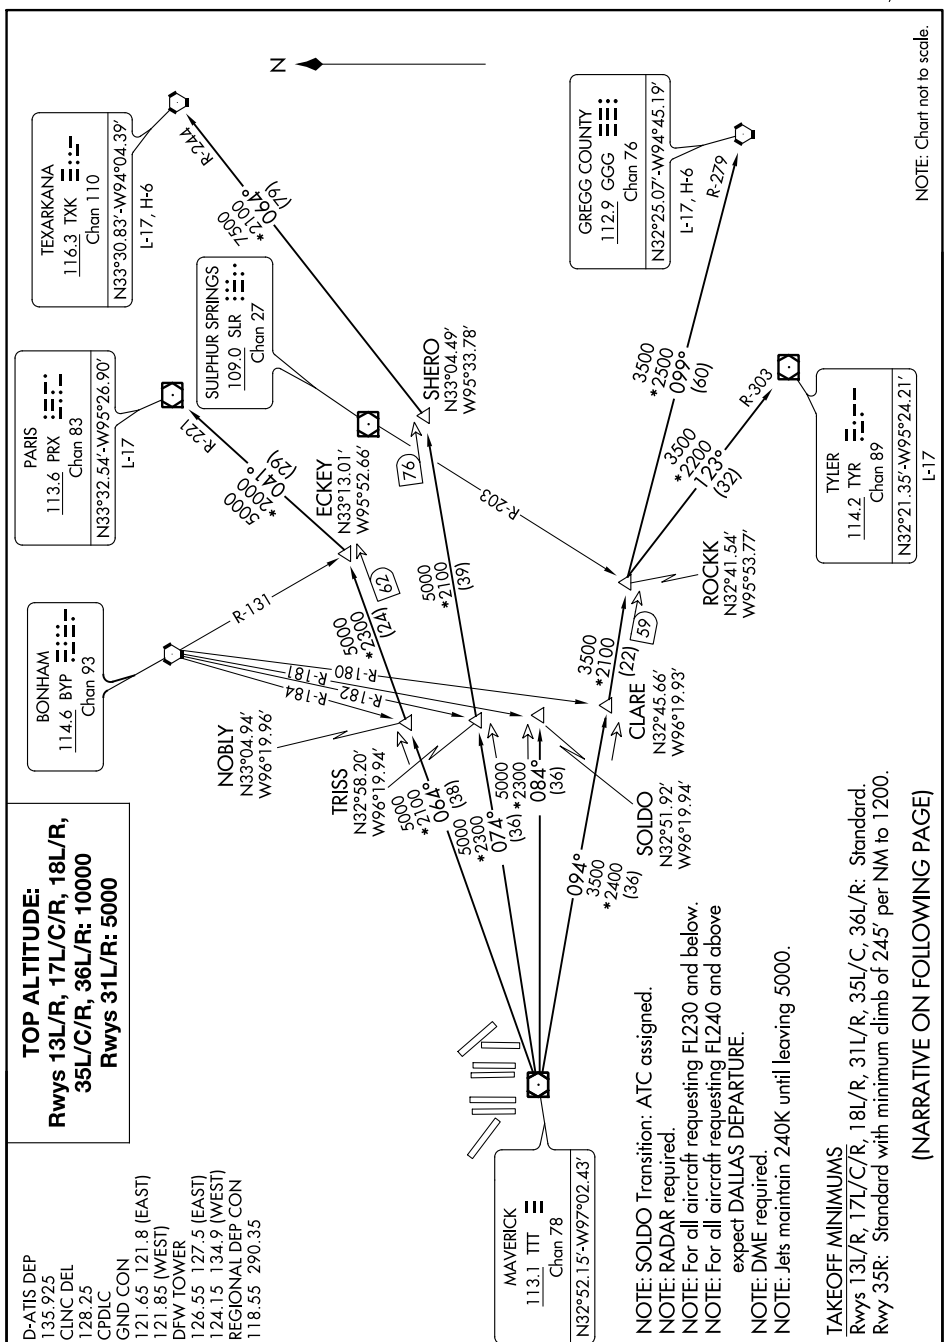 TOP ALTITUDE:
Rwys 13L/R, 17L/C/R, 18L/R,
35L/C/R, 36L/R: 10000
Rwys 31L/R: 5000
D-ATIS DEP
135.925
CLNC DEL
128.25
CPDLC
GND CON
121.65 121.8 (EAST)
121.85 (WEST)
DFW TOWER
126.55 127.5 (EAST)
124.15 134.9 (WEST)
REGIONAL DEP CON
118.55 290.35
BONHAM
114.6 BYP
Chan 93
PARIS
113.6 PRX
Chan 83
N33°32.54'-W95°26.90'
L-17
TEXARKANA
116.3 TXK
Chan 110
N33°30.83'-W94°04.39'
L-17, H-6
SULPHUR SPRINGS
109.0 SLR
Chan 27
N
GREGG COUNTY
112.9 GGG
Chan 76
N32°25.07'-W94°45.19'
L-17, H-6
TYLER
114.2 TYR
Chan 89
N32°21.35'-W95°24.21'
L-17
MAVERICK
113.1 TTT
Chan 78
N32°52.15'-W97°02.43'
NOBLY
N33°04.94'
W96°19.96'
TRISS
N32°58.20'
W96°19.94'
SOLDO
N32°51.92'
W96°19.94'
CLARE
N32°45.66'
W96°19.93'
ECKEY
N33°13.01'
W95°52.66'
SHERO
N33°04.49'
W95°33.78'
ROCKK
N32°41.54'
W95°53.77'
R-131
R-180
R-181
R-182
R-184
R-221
R-244
R-203
R-279
R-303
5000
*2100
064°
(38)
5000
*2300
074°
(36)
5000
*2300
084°
(36)
094°
3500
*2400
(36)
5000
*2300
(24)
62
5000
*2000
041°
(29)
5000
*2100
(39)
76
7500
*2100
064°
(79)
3500
*2100
(22)
59
3500
*2500
099°
(60)
3500
*2200
123°
(32)
NOTE: SOLDO Transition: ATC assigned.
NOTE: RADAR required.
NOTE: For all aircraft requesting FL230 and below.
NOTE: For all aircraft requesting FL240 and above
expect DALLAS DEPARTURE.
NOTE: DME required.
NOTE: Jets maintain 240K until leaving 5000.
TAKEOFF MINIMUMS
Rwys 13L/R, 17L/C/R, 18L/R, 31L/R, 35L/C, 36L/R: Standard.
Rwy 35R: Standard with minimum climb of 245' per NM to 1200.
(NARRATIVE ON FOLLOWING PAGE)
NOTE: Chart not to scale.